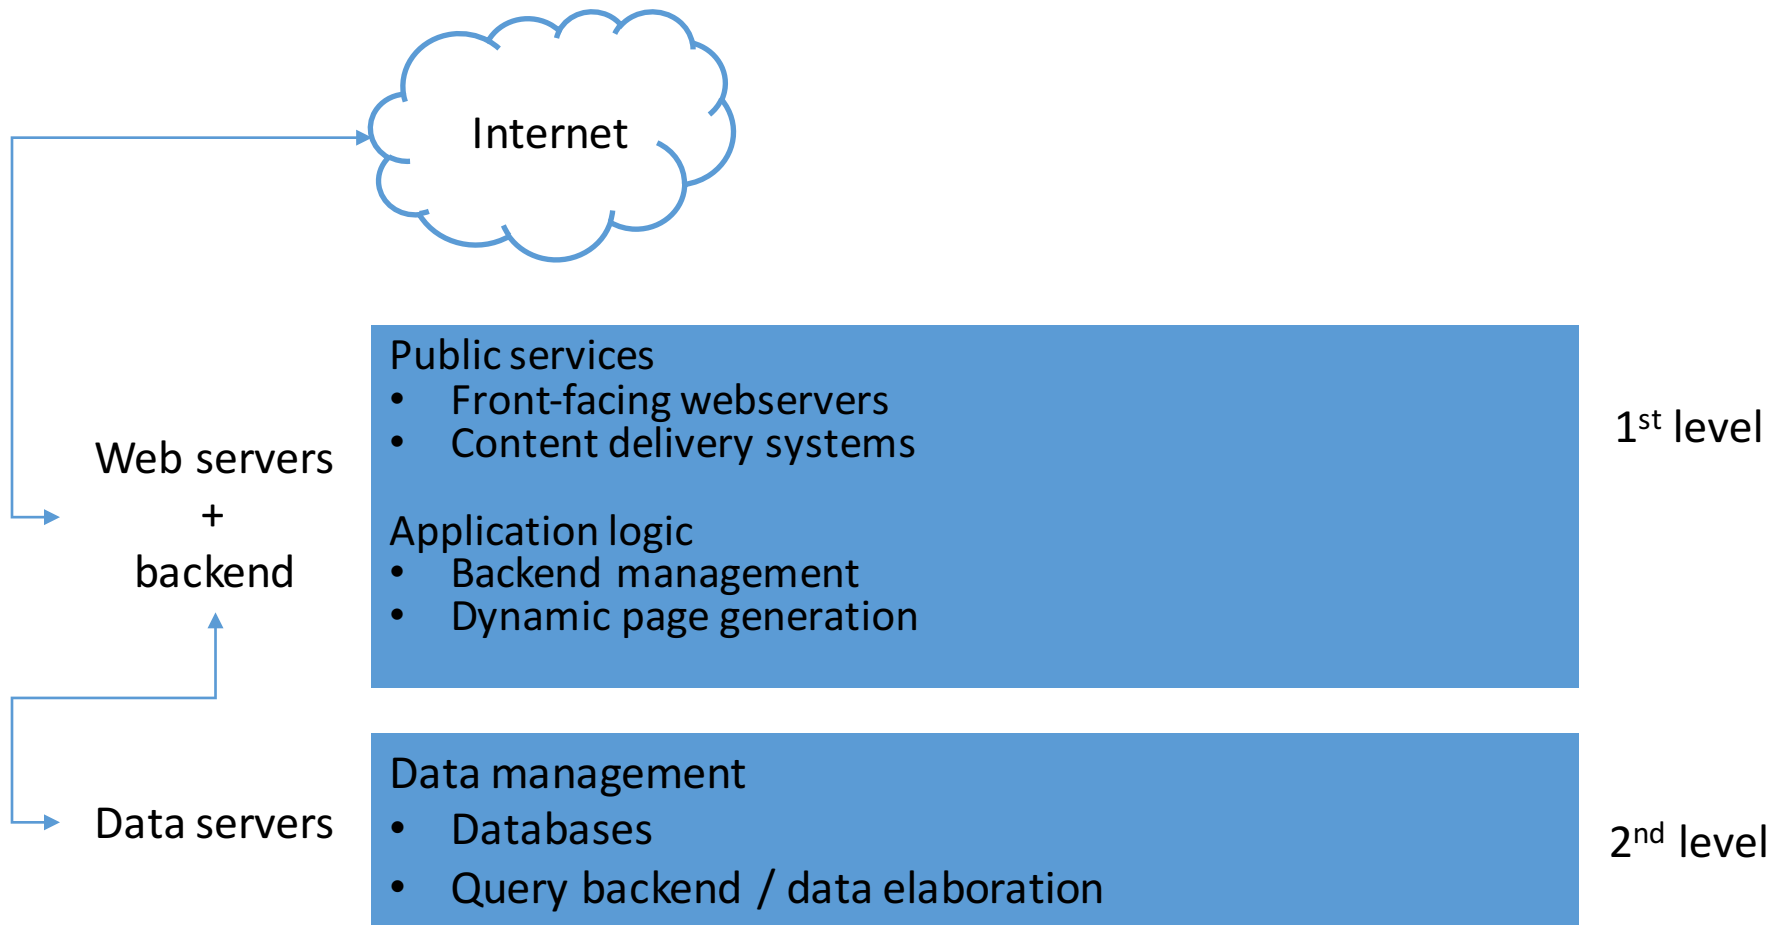 Internet
Web servers
+
backend
Public services
• Front-facing webservers
• Content delivery systems
Application logic
• Backend management
• Dynamic page generation
1st level
Data servers
Data management
• Databases
• Query backend / data elaboration
2nd level